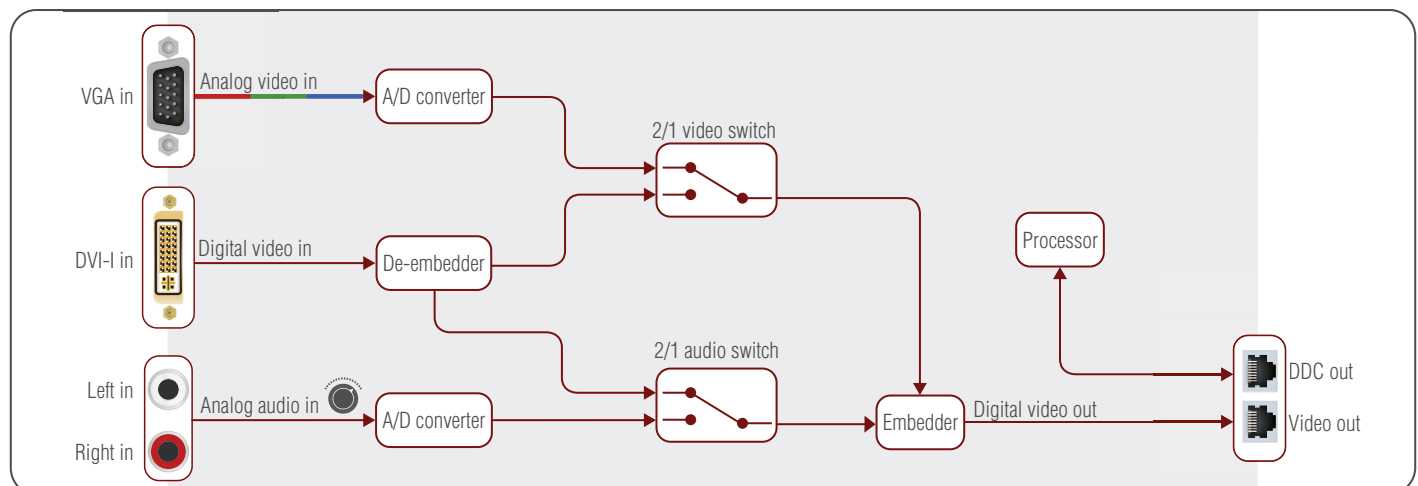 VGA in
Analog video in
A/D converter
2/1 video switch
DVI-I in
Digital video in
De-embedder
Processor
2/1 audio switch
Left in
Right in
Analog audio in
A/D converter
Embedder
Digital video out
DDC out
Video out